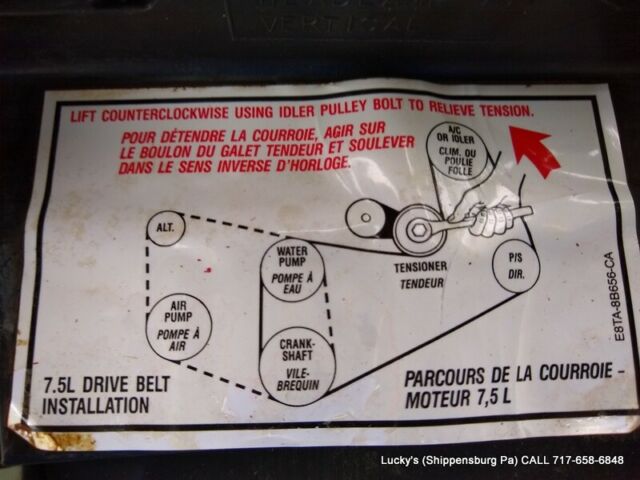 VERTICAL
LIFT COUNTERCLOCKWISE USING IDLER PULLEY BOLT TO RELIEVE TENSION.
POUR DÉTENDRE LA COURROIE, AGIR SUR
LE BOULON DU GALET TENDEUR ET SOULEVER
DANS LE SENS INVERSE D'HORLOGE.
A/C
OR IDLER
CLIM. OU
POULIE
FOLLE
ALT.
WATER
PUMP
POMPE À
EAU
TENSIONER
TENDEUR
P/S
DIR.
AIR
PUMP
POMPE À
AIR
CRANK-
SHAFT
VILE-
BREQUIN
E8TA-8B656-CA
7.5L DRIVE BELT
INSTALLATION
PARCOURS DE LA COURROIE -
MOTEUR 7,5 L
Lucky's (Shippensburg Pa) CALL 717-658-6848